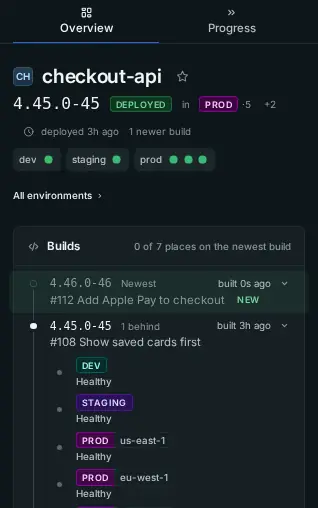 Overview
Progress
CH checkout-api
4.45.0-45 DEPLOYED in PROD ·5 +2
deployed 3h ago 1 newer build
dev staging prod
All environments ›
Builds 0 of 7 places on the newest build
4.46.0-46 Newest built 0s ago
#112 Add Apple Pay to checkout NEW
4.45.0-45 1 behind built 3h ago
#108 Show saved cards first
DEV
Healthy
STAGING
Healthy
PROD us-east-1
Healthy
PROD eu-west-1
Healthy